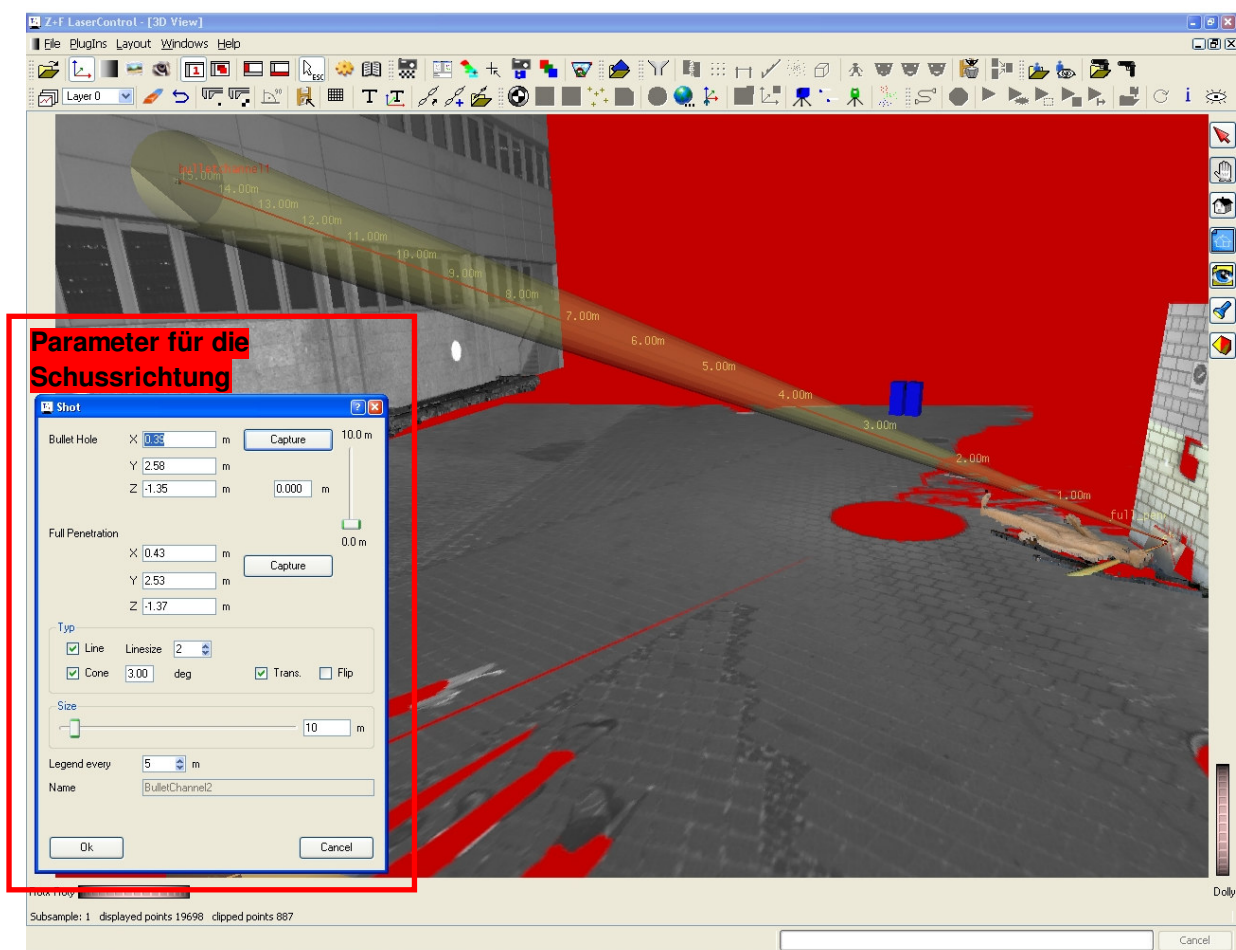 Z+F LaserControl - [3D View]
File PlugIns Layout Windows Help
ESC
Layer 0
T T
bulletchannel1
15.00m
14.00m
13.00m
12.00m
11.00m
10.00m
9.00m
8.00m
7.00m
6.00m
5.00m
4.00m
3.00m
2.00m
1.00m
Parameter für die
Schussrichtung
Shot
Bullet Hole X 0.39 m Capture 10.0 m
Y 2.58 m
Z -1.35 m 0.000 m
Full Penetration 0.0 m
X 0.43 m Capture
Y 2.53 m
Z -1.37 m
Typ
Line Linesize 2
Cone 3.00 deg Trans. Flip
Size
10 m
Legend every 5 m
Name BulletChannel2
Ok Cancel
Dolly
Subsample: 1 displayed points 19698 clipped points 887
Cancel